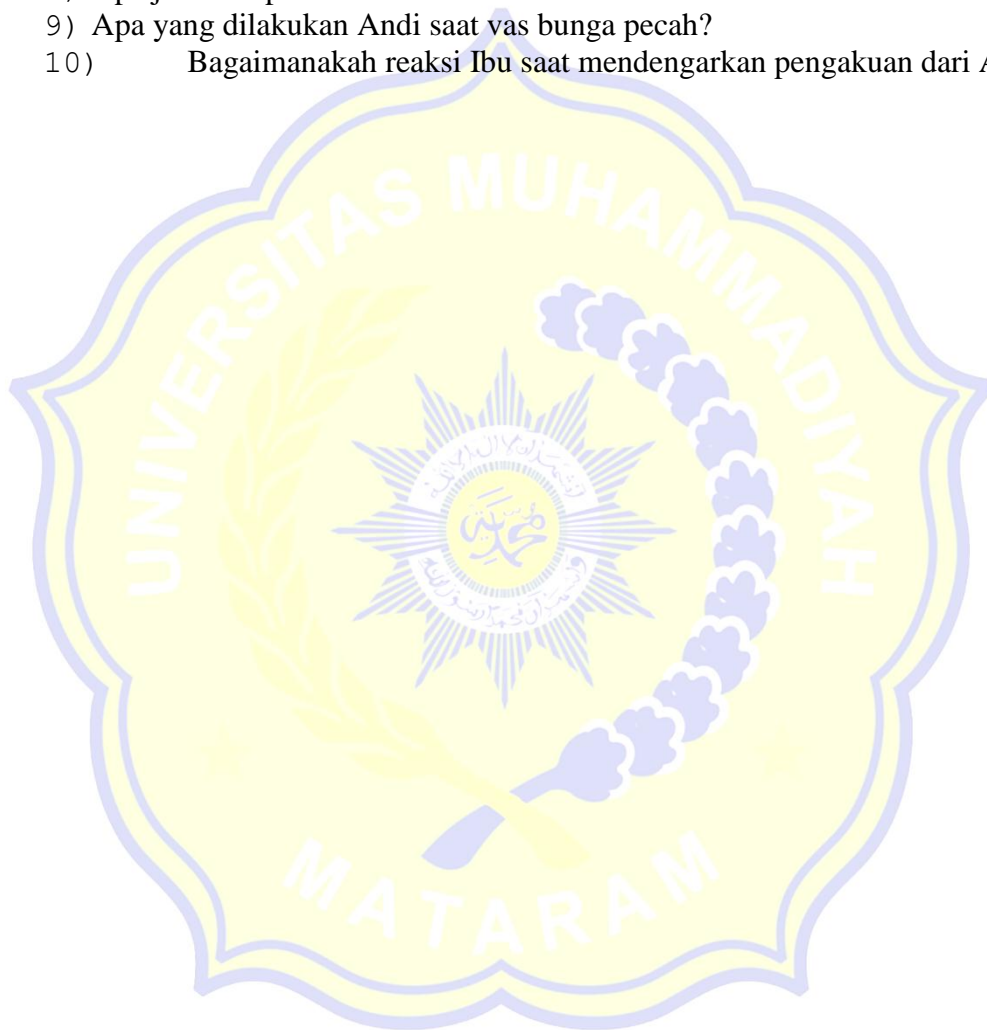 9) Apa yang dilakukan Andi saat vas bunga pecah?
10) Bagaimanakah reaksi Ibu saat mendengarkan pengakuan dari
UNIVERSITAS MUHAMMADIYAH
MATARAM